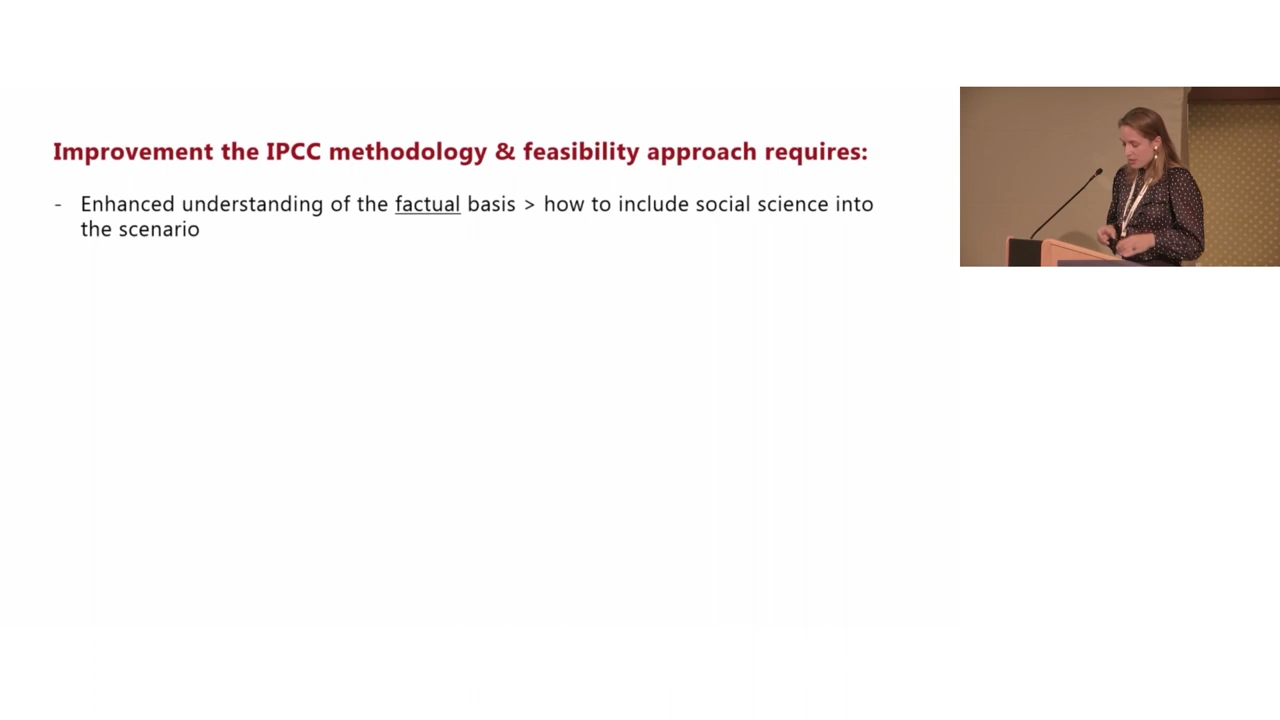 Improvement the IPCC methodology & feasibility approach requires:
- Enhanced understanding of the factual basis > how to include social science into
the scenario